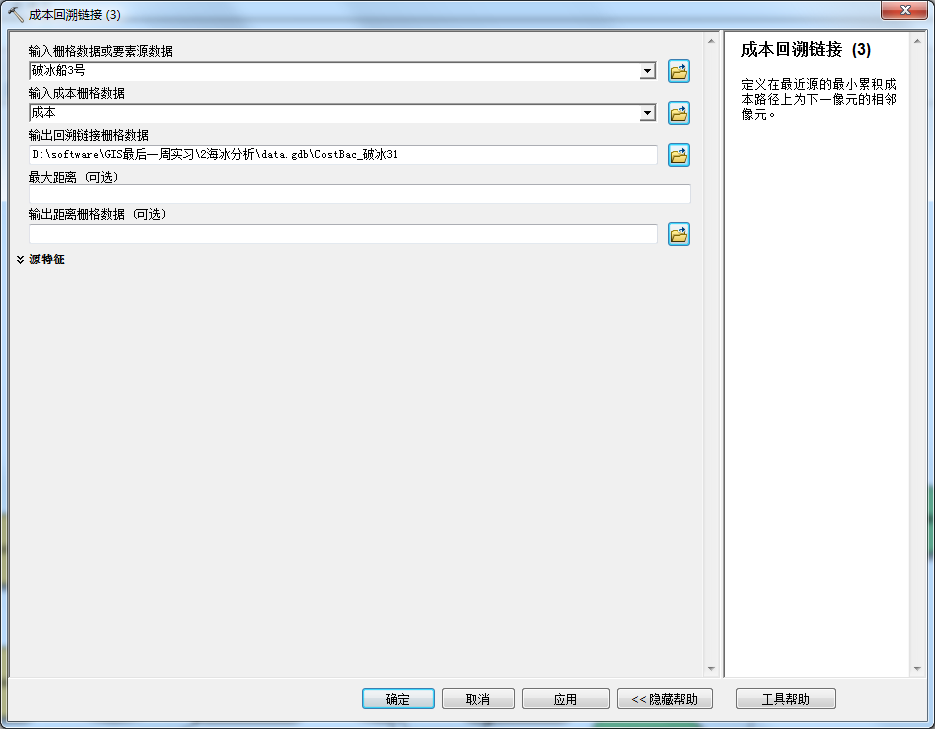 成本回溯链接 (3)
输入栅格数据或要素源数据
破冰船3号
输入成本栅格数据
成本
输出回溯链接栅格数据
D:\software\GIS最后一周实习\2海冰分析\data.gdb\CostBac_破冰31
最大距离（可选）
输出距离栅格数据（可选）
源特征
成本回溯链接 (3)
定义在最近源的最小累积成
本路径上为下一像元的相邻
像元。
确定
取消
应用
<< 隐藏帮助
工具帮助